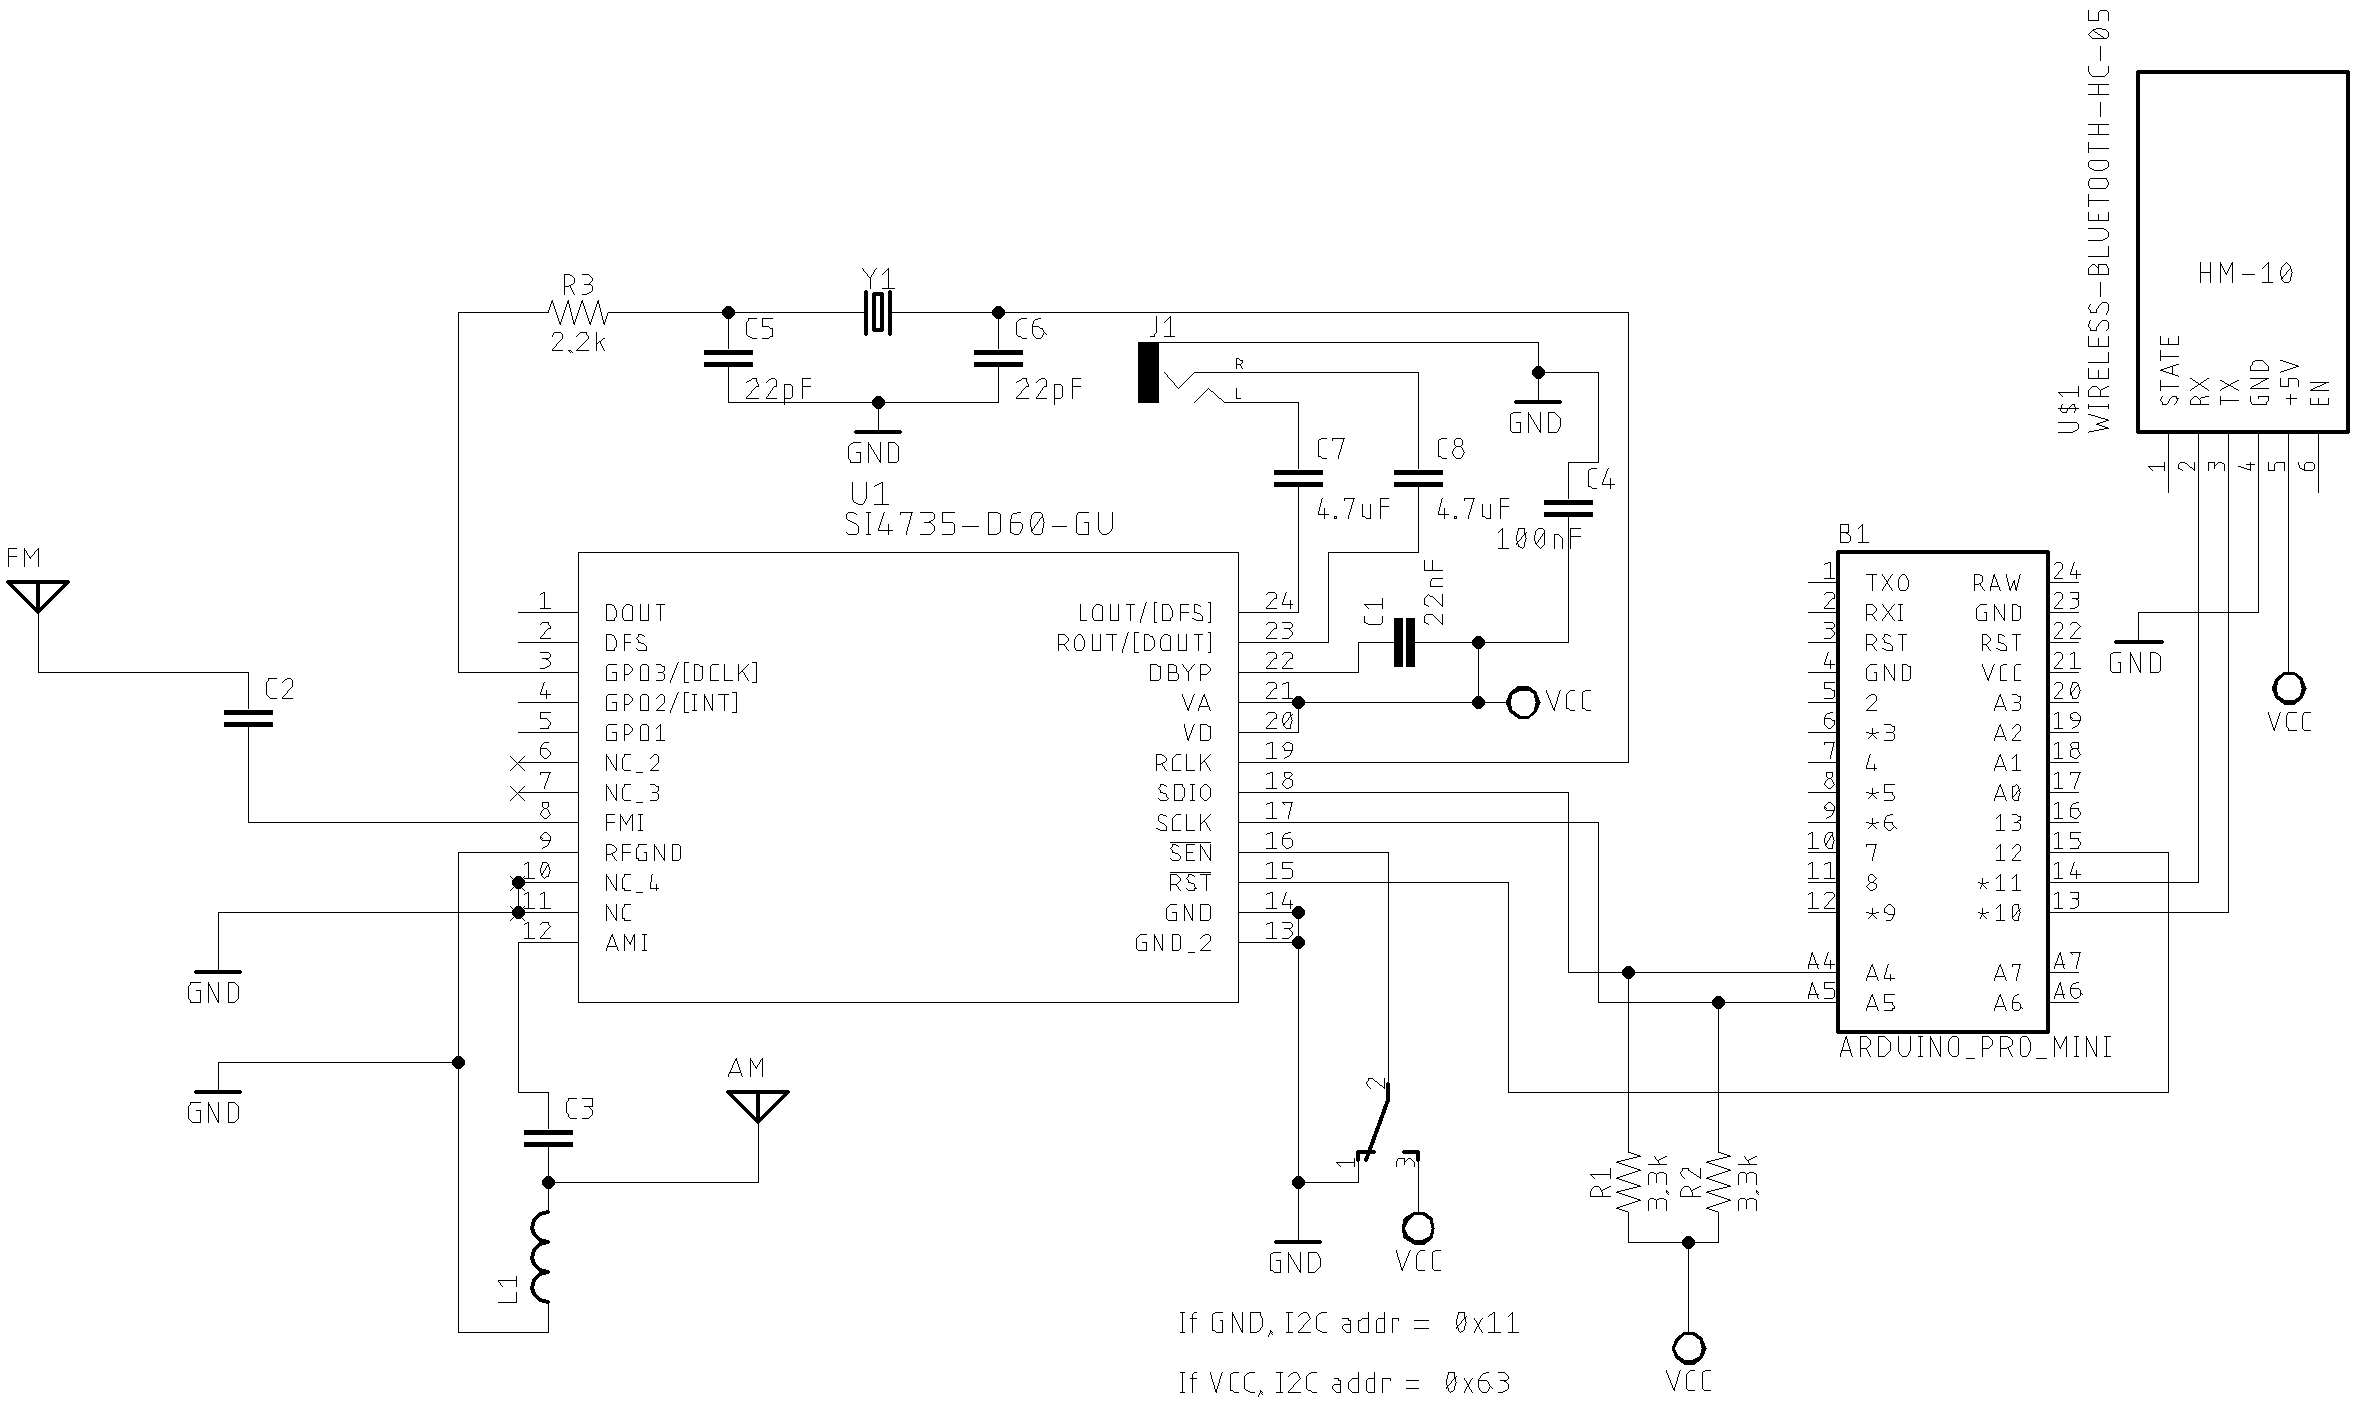 WIRELESS-BLUETOOTH-HC-05
U$1
HM-10
STATE
RX
TX
GND
+5V
EN
1
2
3
4
5
6
GND
VCC
R3
2.2k
Y1
C5
22pF
C6
22pF
GND
J1
R
L
GND
C7
4.7uF
C8
4.7uF
C4
100nF
C1
22nF
VCC
U1
SI4735-D60-GU
FM
C2
1 DOUT
2 DFS
3 GPO3/[DCLK]
4 GPO2/[INT]
5 GPO1
6 NC_2
7 NC_3
8 FMI
9 RFGND
10 NC_4
11 NC
12 AMI
LOUT/[DFS] 24
ROUT/[DOUT] 23
DBYP 22
VA 21
VD 20
RCLK 19
SDIO 18
SCLK 17
SEN 16
RST 15
GND 14
GND_2 13
GND
GND
AM
C3
L1
2
1
3
GND
VCC
If GND, I2C addr = 0x11
If VCC, I2C addr = 0x63
R1
3.3k
R2
3.3k
VCC
B1
1 TXO RAW 24
2 RXI GND 23
3 RST RST 22
4 GND VCC 21
5 2 A3 20
6 *3 A2 19
7 4 A1 18
8 *5 A0 17
9 *6 13 16
10 7 12 15
11 8 *11 14
12 *9 *10 13
A4 A4 A7 A7
A5 A5 A6 A6
ARDUINO_PRO_MINI